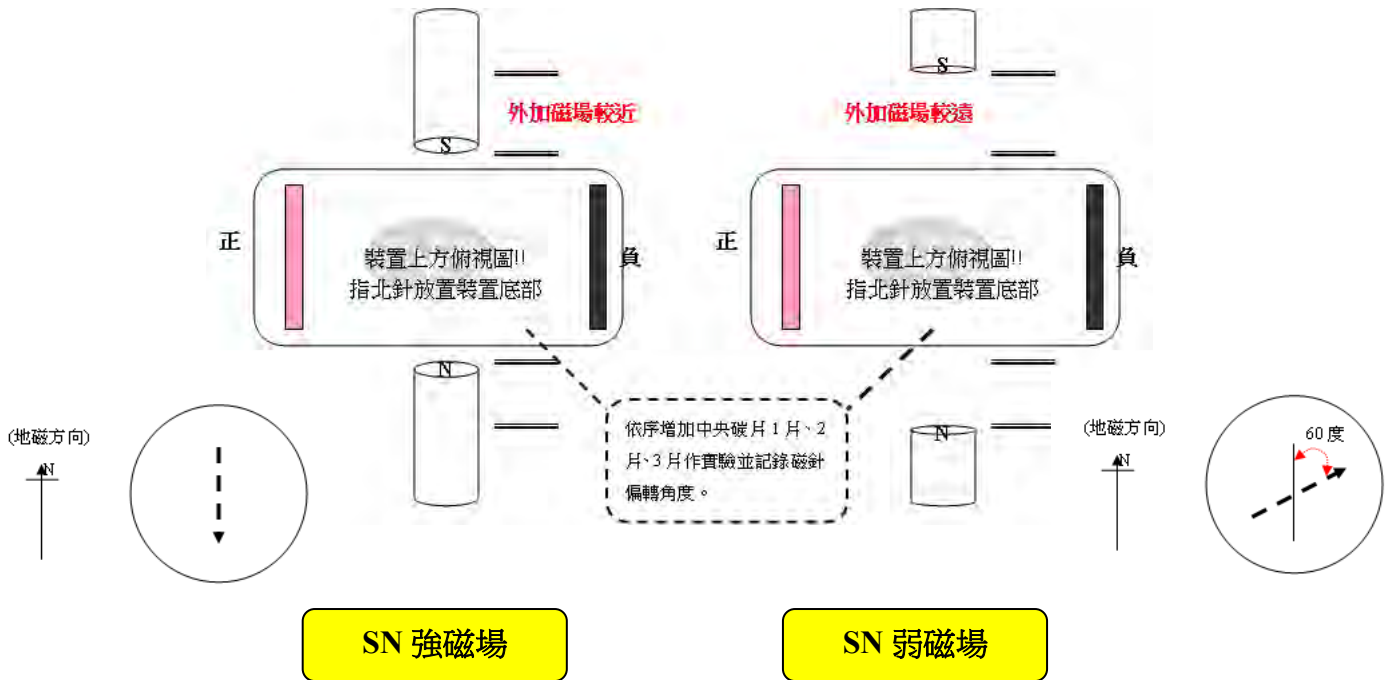 S
外加磁場較近
S
正
負
裝置上方俯視圖!!
指北針放置裝置底部
N
S
外加磁場較遠
正
負
裝置上方俯視圖!!
指北針放置裝置底部
N
依序增加中央碳片 1 片、2
片、3 片作實驗並記錄磁針
偏轉角度。
(地磁方向)
N
(地磁方向)
N
60 度
SN 強磁場
SN 弱磁場